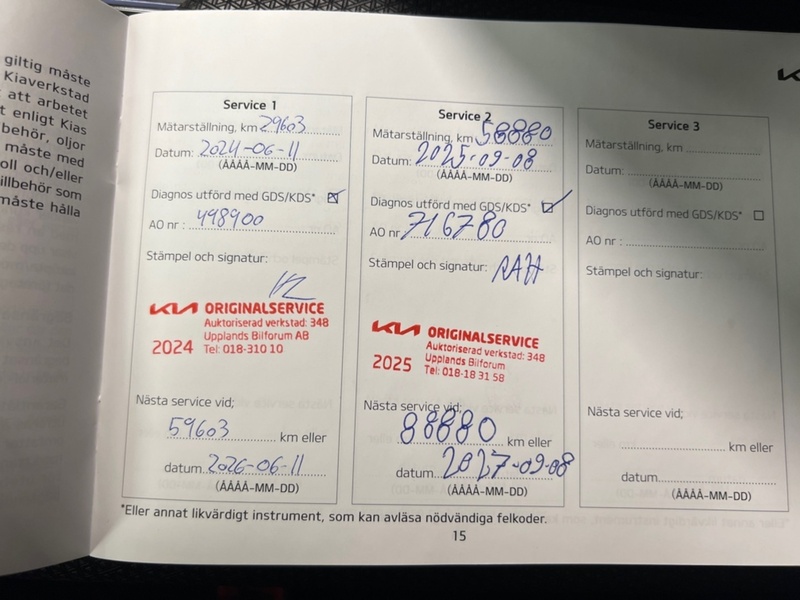 giltig måste
Kiaverkstad
att arbetet
t enligt Kias
behör, oljor
måste med
oll och/eller
illbehör som
måste hålla
KIA
Service 1
Mätarställning, km 29603
Datum: 2024-06-11
(ÅÅÅÅ-MM-DD)
Diagnos utförd med GDS/KDS*
AO nr : 498900
Stämpel och signatur:
KIA ORIGINALSERVICE
Auktoriserad verkstad: 348
Upplands Bilforum AB
2024 Tel: 018-310 10
Nästa service vid;
59603 km eller
datum 2026-06-11
(ÅÅÅÅ-MM-DD)
Service 2
Mätarställning, km 58880
Datum: 2025-09-08
(ÅÅÅÅ-MM-DD)
Diagnos utförd med GDS/KDS*
AO nr 716780
Stämpel och signatur: RAH
KIA ORIGINALSERVICE
Auktoriserad verkstad: 348
Upplands Bilforum
2025 Tel: 018-18 31 58
Nästa service vid;
88880 km eller
datum 2027-09-08
(ÅÅÅÅ-MM-DD)
Service 3
Mätarställning, km
Datum:
(ÅÅÅÅ-MM-DD)
Diagnos utförd med GDS/KDS*
AO nr :
Stämpel och signatur:
Nästa service vid;
km eller
datum
(ÅÅÅÅ-MM-DD)
*Eller annat likvärdigt instrument, som kan avläsa nödvändiga felkoder.
15